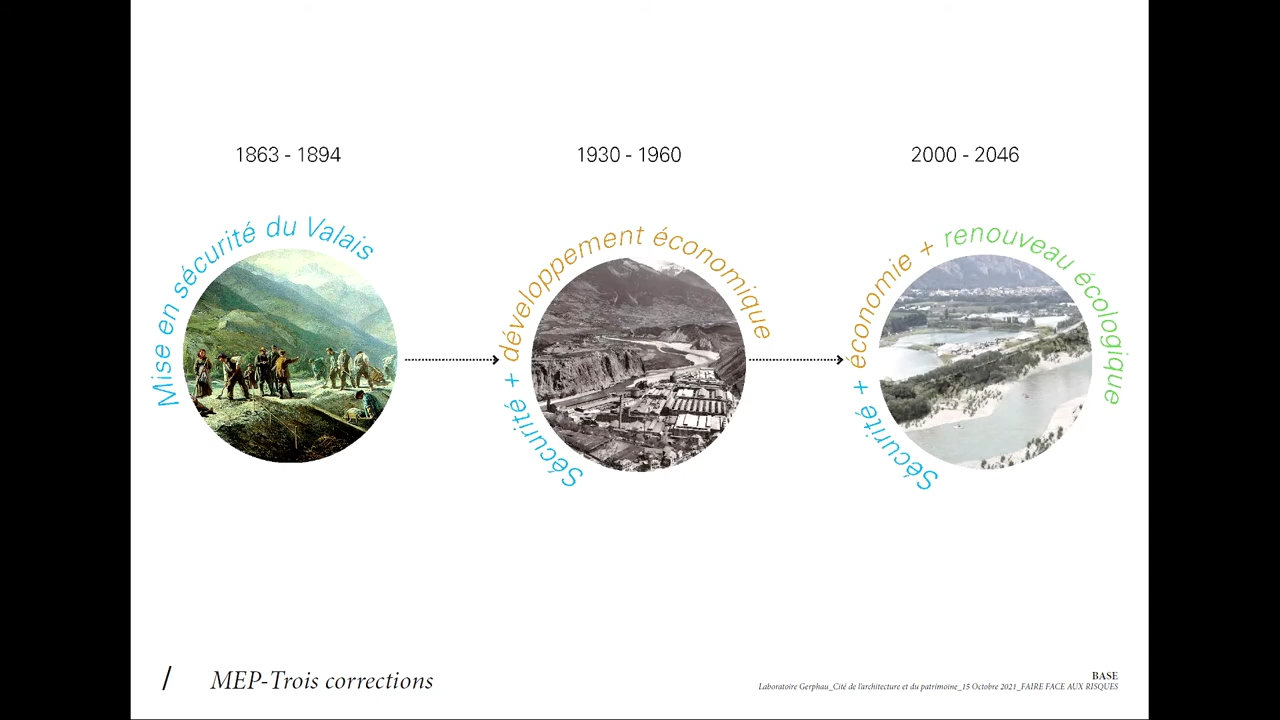 1863 - 1894
1930 - 1960
2000 - 2046
Mise en sécurité du Valais
Sécurité + développement économique
Sécurité + économie + renouveau écologique
/ MEP-Trois corrections
BASE
Laboratoire Gerphau_Cité de l'architecture et du patrimoine_15 Octobre 2021_FAIRE FACE AUX RISQUES